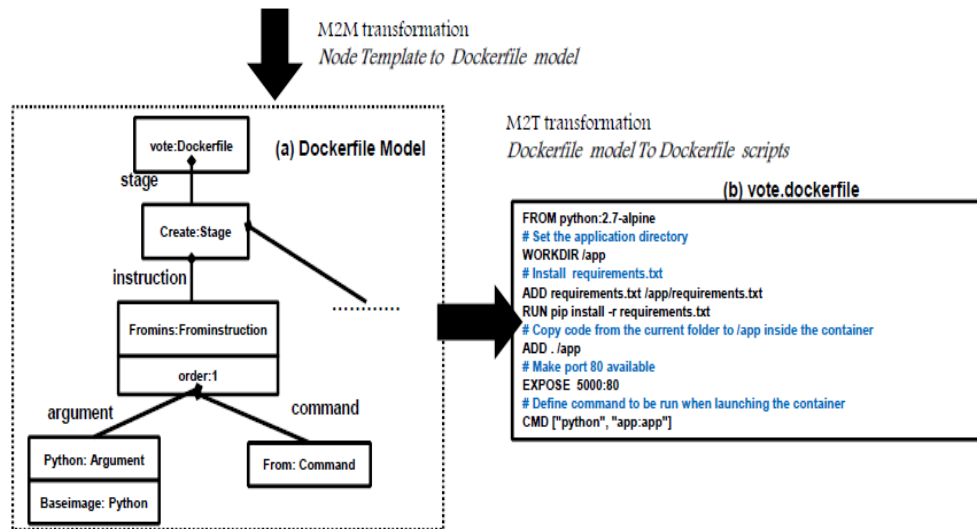 M2M transformation
Node Template to Dockerfile model
vote:Dockerfile
(a) Dockerfile Model
stage
Create:Stage
instruction
Fromins:Frominstruction
order:1
argument
command
Python: Argument
Baseimage: Python
From: Command
M2T transformation
Dockerfile model To Dockerfile scripts
(b) vote.dockerfile
FROM python:2.7-alpine
# Set the application directory
WORKDIR /app
# Install requirements.txt
ADD requirements.txt /app/requirements.txt
RUN pip install -r requirements.txt
# Copy code from the current folder to /app inside the container
ADD . /app
# Make port 80 available
EXPOSE 5000:80
# Define command to be run when launching the container
CMD ["python", "app:app"]